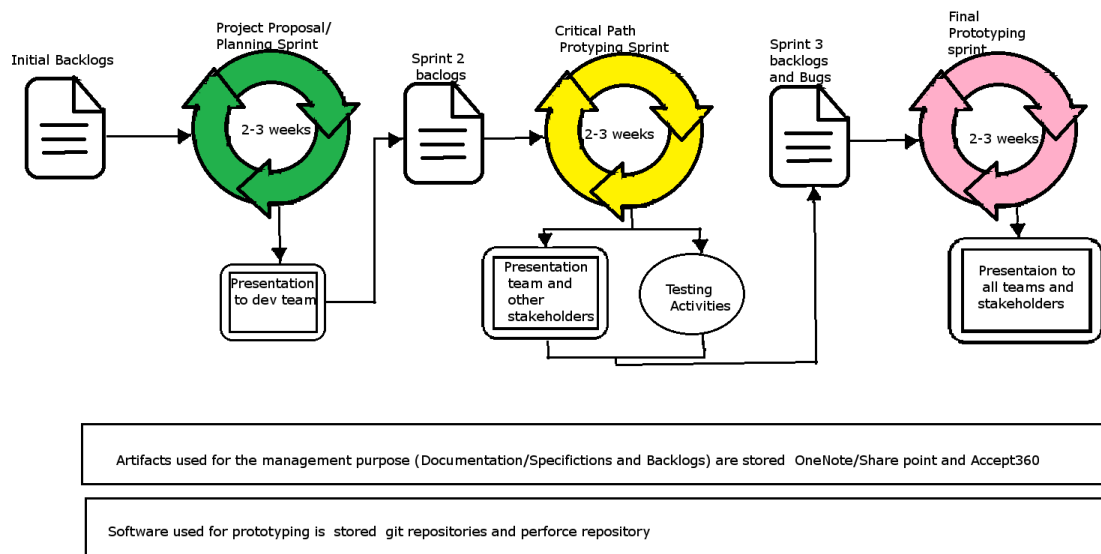 Initial Backlogs
Project Proposal/
Planning Sprint
2-3 weeks
Presentation
to dev team
Sprint 2
baclogs
Critical Path
Protyping Sprint
2-3 weeks
Presentation
team and
other
stakeholders
Testing
Activities
Sprint 3
backlogs
and Bugs
Final
Prototyping
sprint
2-3 weeks
Presentaion to
all teams and
stakeholders
Artifacts used for the management purpose (Documentation/Specifictions and Backlogs) are stored OneNote/Share point and Accept360
Software used for prototyping is stored git repositories and perforce repository